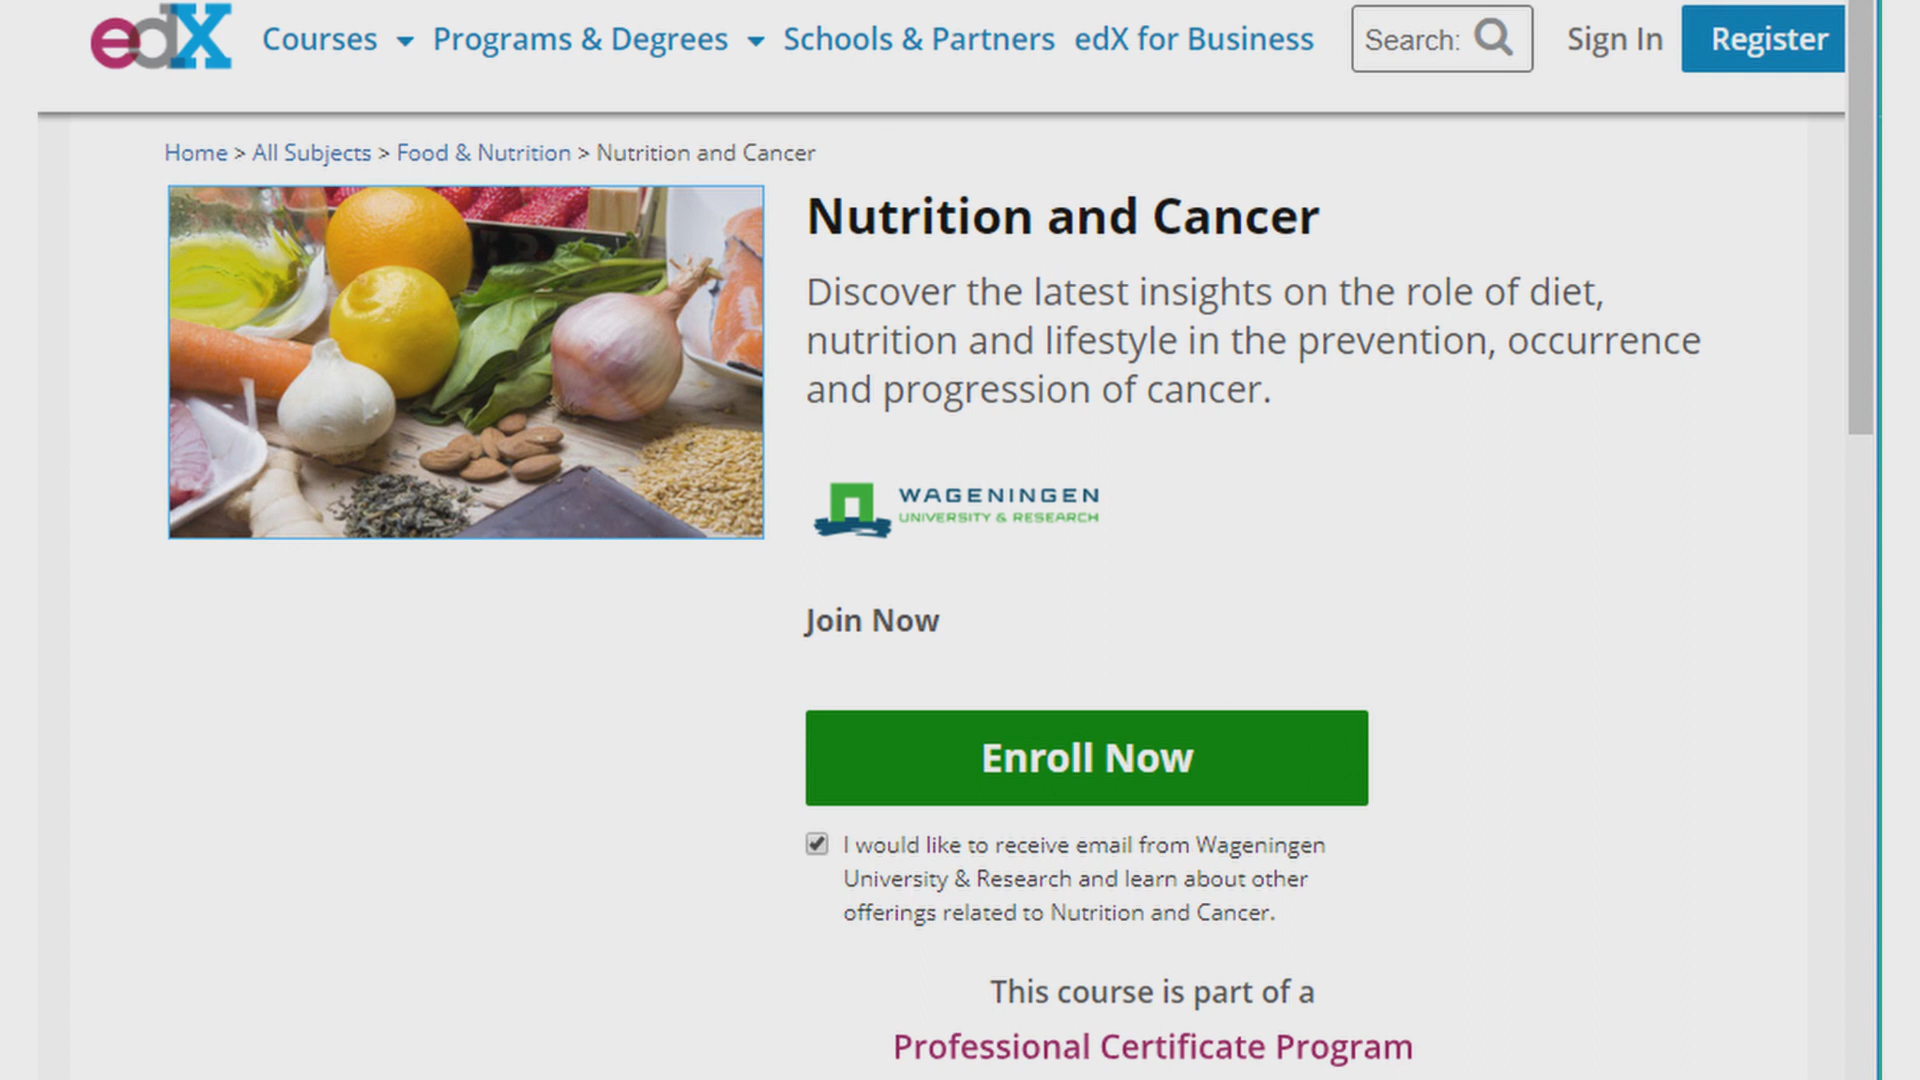 edX Courses Programs & Degrees Schools & Partners edX for Business Search: Sign In Register
Home > All Subjects > Food & Nutrition > Nutrition and Cancer
Nutrition and Cancer
Discover the latest insights on the role of diet,
nutrition and lifestyle in the prevention, occurrence
and progression of cancer.
WAGENINGEN
UNIVERSITY & RESEARCH
Join Now
Enroll Now
I would like to receive email from Wageningen
University & Research and learn about other
offerings related to Nutrition and Cancer.
This course is part of a
Professional Certificate Program